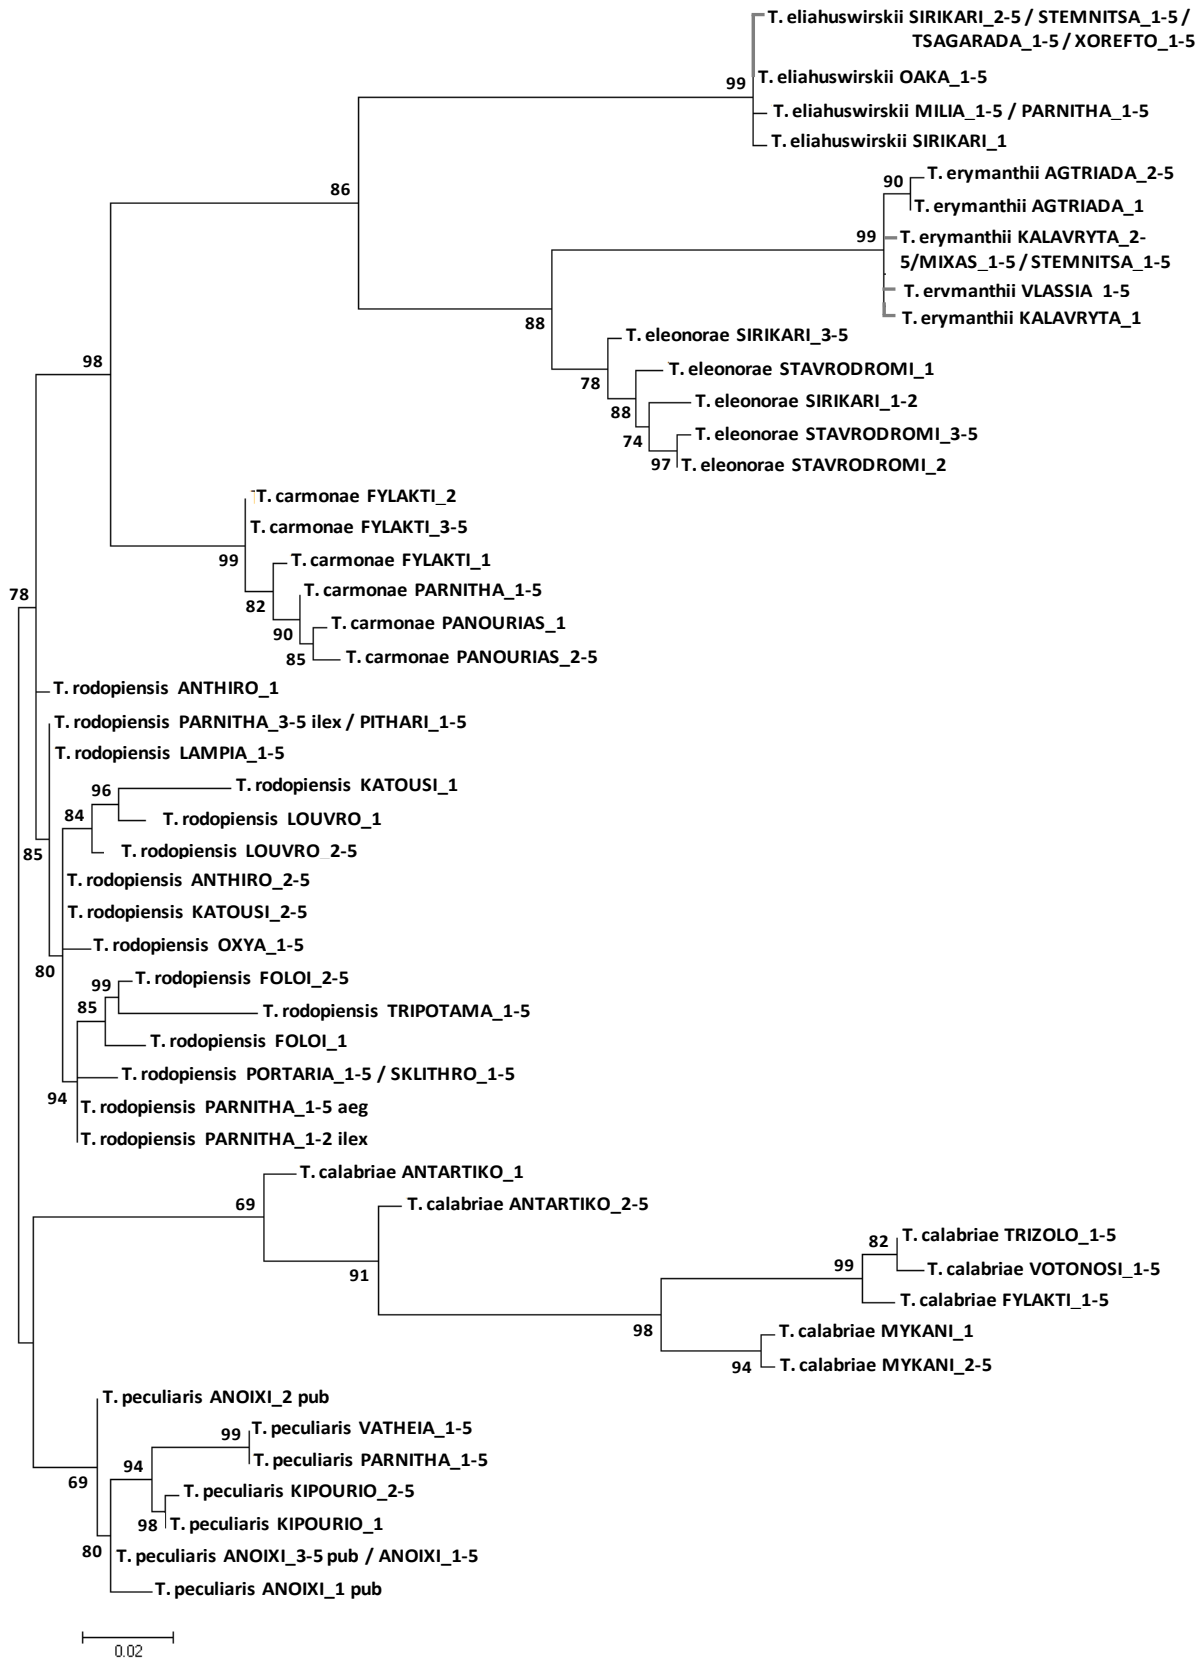 T. eliahuswirskii SIRIKARI_2-5 / STEMNITSA_1-5 /
TSAGARADA_1-5 / XOREFTO_1-5
T. eliahuswirskii OAKA_1-5
99
T. eliahuswirskii MILIA_1-5 / PARNITHA_1-5
T. eliahuswirskii SIRIKARI_1
90
T. erymanthii AGTRIADA_2-5
86
T. erymanthii AGTRIADA_1
99
T. erymanthii KALAVRYTA_2-
5/MIXAS_1-5 / STEMNITSA_1-5
T. ervmanthii VLASSIA 1-5
T. erymanthii KALAVRYTA_1
88
T. eleonorae SIRIKARI_3-5
98
T. eleonorae STAVRODROMI_1
78
T. eleonorae SIRIKARI_1-2
88
T. eleonorae STAVRODROMI_3-5
74
T. eleonorae STAVRODROMI_2
97
T. carmonae FYLAKTI_2
T. carmonae FYLAKTI_3-5
99
T. carmonae FYLAKTI_1
T. carmonae PARNITHA_1-5
78
82
T. carmonae PANOURIAS_1
90
T. carmonae PANOURIAS_2-5
85
T. rodopiensis ANTHIRO_1
T. rodopiensis PARNITHA_3-5 ilex / PITHARI_1-5
T. rodopiensis LAMPIA_1-5
96
T. rodopiensis KATOUSI_1
84
T. rodopiensis LOUVRO_1
85
T. rodopiensis LOUVRO_2-5
T. rodopiensis ANTHIRO_2-5
T. rodopiensis KATOUSI_2-5
T. rodopiensis OXYA_1-5
80
T. rodopiensis FOLOI_2-5
99
85
T. rodopiensis TRIPOTAMA_1-5
T. rodopiensis FOLOI_1
T. rodopiensis PORTARIA_1-5 / SKLITHRO_1-5
94
T. rodopiensis PARNITHA_1-5 aeg
T. rodopiensis PARNITHA_1-2 ilex
T. calabriae ANTARTIKO_1
69
T. calabriae ANTARTIKO_2-5
82
T. calabriae TRIZOLO_1-5
99
T. calabriae VOTONOSI_1-5
91
T. calabriae FYLAKTI_1-5
98
T. calabriae MYKANI_1
94
T. calabriae MYKANI_2-5
T. peculiaris ANOIXI_2 pub
99
T. peculiaris VATHEIA_1-5
94
T. peculiaris PARNITHA_1-5
69
T. peculiaris KIPOURIO_2-5
98
T. peculiaris KIPOURIO_1
80
T. peculiaris ANOIXI_3-5 pub / ANOIXI_1-5
T. peculiaris ANOIXI_1 pub
0.02